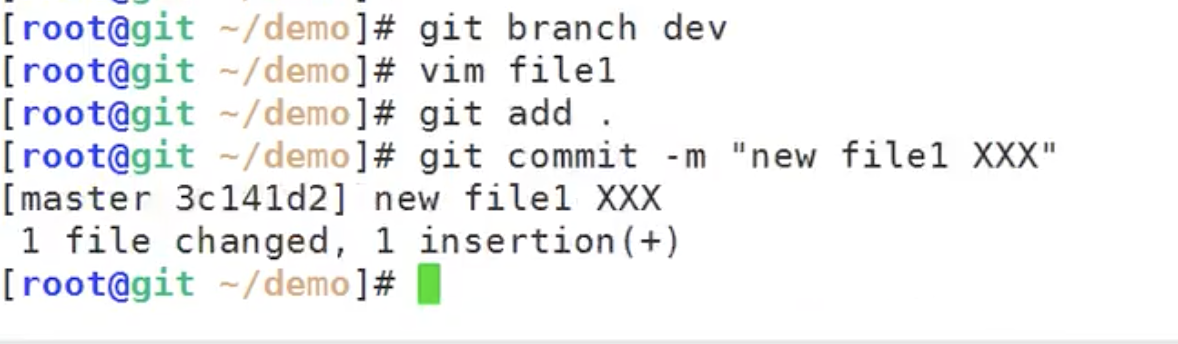 [root@git ~/demo]# git branch dev
[root@git ~/demo]# vim file1
[root@git ~/demo]# git add .
[root@git ~/demo]# git commit -m "new file1 XXX"
[master 3c141d2] new file1 XXX
 1 file changed, 1 insertion(+)
[root@git ~/demo]#